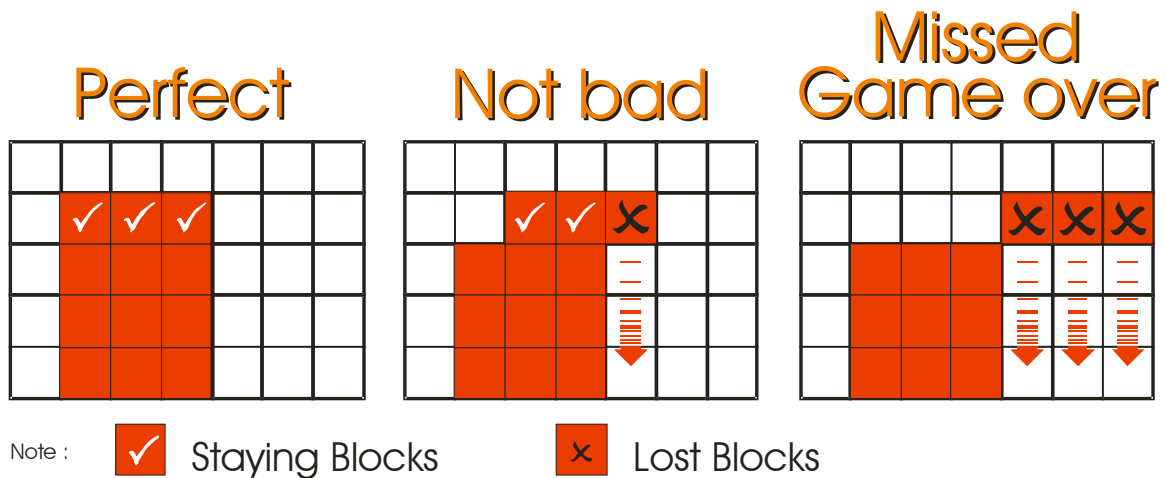 Perfect
Not bad
Missed
Game over
Note :
Staying Blocks
Lost Blocks